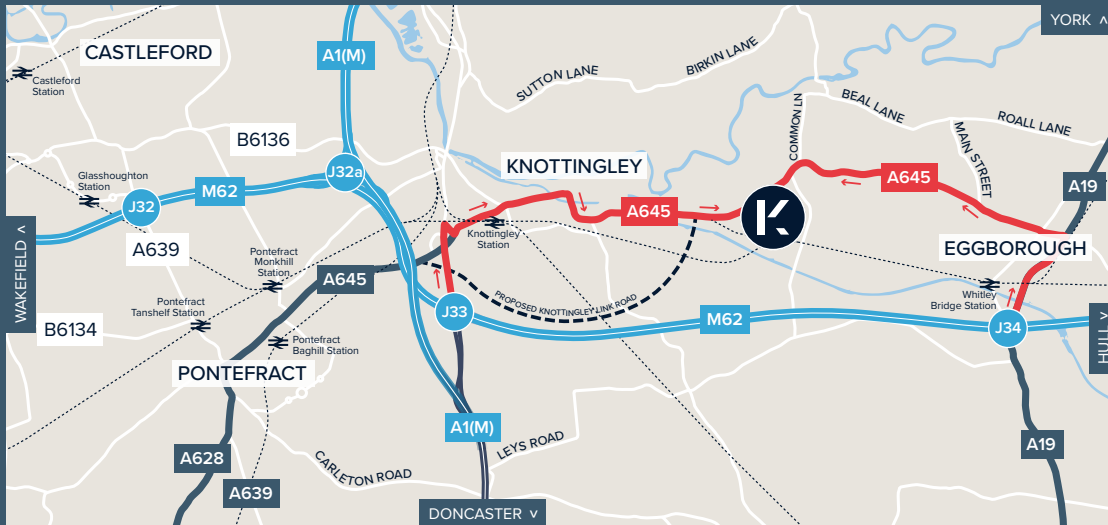 YORK >
CASTLEFORD
A1(M)
Castleford
Station
SUTTON LANE
BIRKIN LANE
COMMON LN
BEAL LANE
ROALL LANE
MAIN STREET
B6136
KNOTTINGLEY
J32a
Glasshoughton
Station
M62
J32
A645
A645
A19
WAKEFIELD >
A639
Knottingley
Station
K
EGGBOROUGH
Pontefract
Monkhill
Station
A645
Whitley
Bridge Station
PROPOSED KNOTTINGLEY LINK ROAD
Pontefract
Tanshelf Station
J33
M62
J34
B6134
Pontefract
Baghill Station
PONTEFRACT
A1(M)
LEYS ROAD
A19
A628
CARLETON ROAD
A639
DONCASTER >